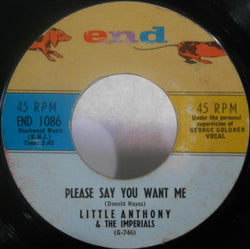 end
45 RPM
END 1086
Blackwood Music
(B.M.I.)
Time: 2:45
45 RPM
Under the personal
supervision of
GEORGE GOLDNER
VOCAL
PLEASE SAY YOU WANT ME
(Donald Hayes)
LITTLE ANTHONY
& THE IMPERIALS
(G-746)